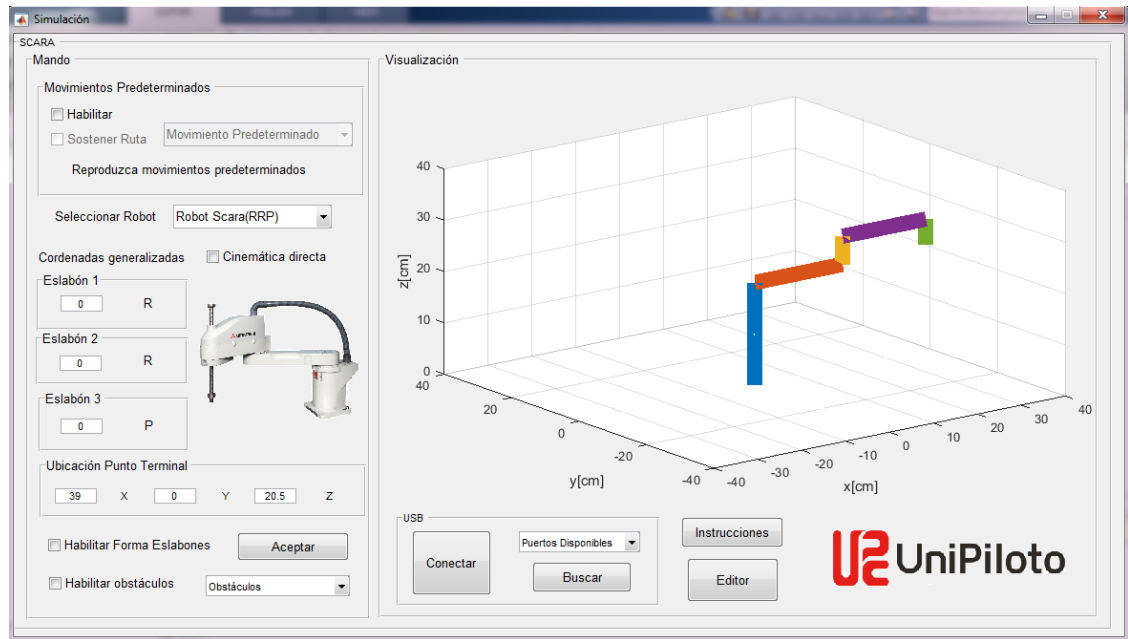 Simulación
SCARA
Mando
Movimientos Predeterminados
Habilitar
Sostener Ruta
Movimiento Predeterminado
Reproduzca movimientos predeterminados
Seleccionar Robot
Robot Scara(RRP)
Cordenadas generalizadas
Cinemática directa
Eslabón 1
0 R
Eslabón 2
0 R
Eslabón 3
0 P
Ubicación Punto Terminal
39 X 0 Y 20.5 Z
Habilitar Forma Eslabones
Aceptar
Habilitar obstáculos
Obstáculos
Visualización
z[cm]
40
30
20
10
0
40
20
0
-20
-40
y[cm]
-40
-30
-20
-10
0
10
20
30
40
x[cm]
USB
Conectar
Puertos Disponibles
Buscar
Instrucciones
Editor
UniPiloto